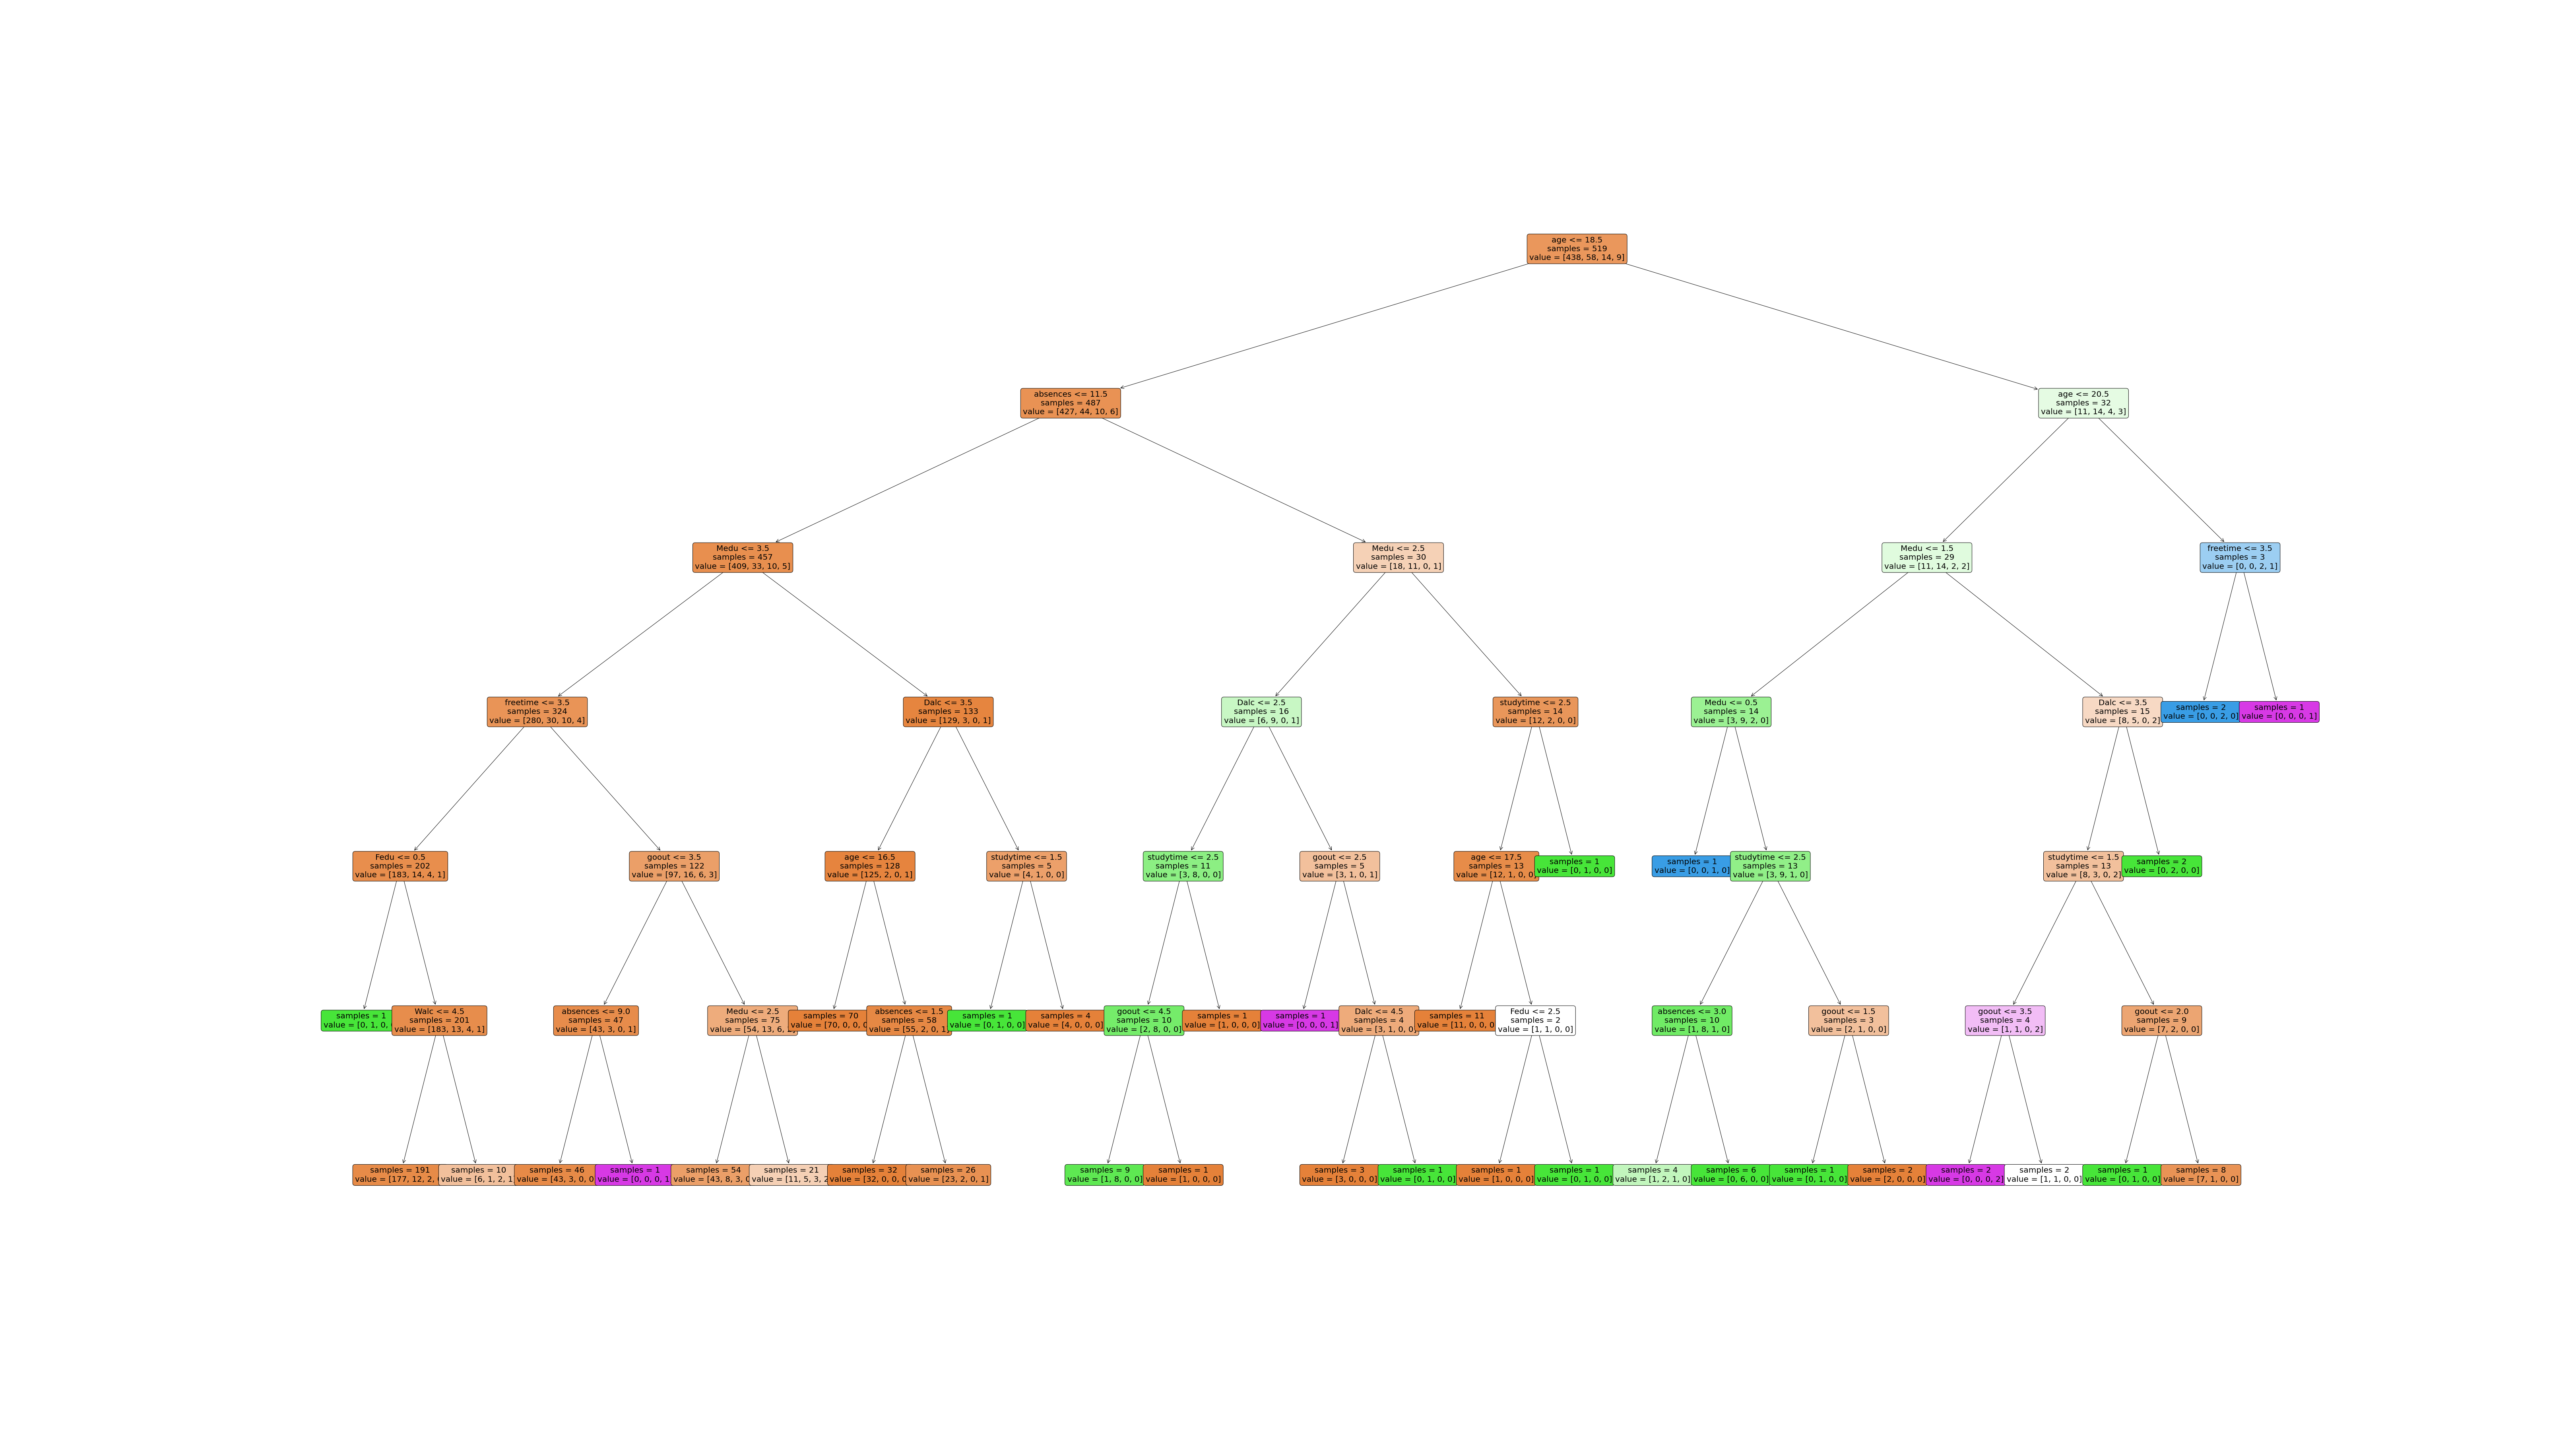 age <= 18.5
samples = 519
value = [438, 58, 14, 9]
absences <= 11.5
samples = 487
value = [427, 44, 10, 6]
age <= 20.5
samples = 32
value = [11, 14, 4, 3]
Medu <= 3.5
samples = 457
value = [409, 33, 10, 5]
Medu <= 2.5
samples = 30
value = [18, 11, 0, 1]
Medu <= 1.5
samples = 29
value = [11, 14, 2, 2]
freetime <= 3.5
samples = 3
value = [0, 0, 2, 1]
freetime <= 3.5
samples = 324
value = [280, 30, 10, 4]
Dalc <= 3.5
samples = 133
value = [129, 3, 0, 1]
Dalc <= 2.5
samples = 16
value = [6, 9, 0, 1]
studytime <= 2.5
samples = 14
value = [12, 2, 0, 0]
Medu <= 0.5
samples = 14
value = [3, 9, 2, 0]
Dalc <= 3.5
samples = 15
value = [8, 5, 0, 2]
samples = 2
value = [0, 0, 2, 0]
samples = 1
value = [0, 0, 0, 1]
Fedu <= 0.5
samples = 202
value = [183, 14, 4, 1]
goout <= 3.5
samples = 122
value = [97, 16, 6, 3]
age <= 16.5
samples = 128
value = [125, 2, 0, 1]
studytime <= 1.5
samples = 5
value = [4, 1, 0, 0]
studytime <= 2.5
samples = 11
value = [3, 8, 0, 0]
goout <= 2.5
samples = 5
value = [3, 1, 0, 1]
age <= 17.5
samples = 13
value = [12, 1, 0, 0]
samples = 1
value = [0, 1, 0, 0]
samples = 1
value = [0, 0, 1, 0]
studytime <= 2.5
samples = 13
value = [3, 9, 1, 0]
studytime <= 1.5
samples = 13
value = [8, 3, 0, 2]
samples = 2
value = [0, 2, 0, 0]
samples = 1
value = [0, 1, 0,
Walc <= 4.5
samples = 201
value = [183, 13, 4, 1]
absences <= 9.0
samples = 47
value = [43, 3, 0, 1]
Medu <= 2.5
samples = 75
value = [54, 13, 6,
samples = 70
value = [70, 0, 0, 0
absences <= 1.5
samples = 58
value = [55, 2, 0, 1]
samples = 1
value = [0, 1, 0, 0]
samples = 4
value = [4, 0, 0, 0]
goout <= 4.5
samples = 10
value = [2, 8, 0, 0]
samples = 1
value = [1, 0, 0, 0]
samples = 1
value = [0, 0, 0, 1]
Dalc <= 4.5
samples = 4
value = [3, 1, 0, 0]
samples = 11
value = [11, 0, 0, 0
Fedu <= 2.5
samples = 2
value = [1, 1, 0, 0]
absences <= 3.0
samples = 10
value = [1, 8, 1, 0]
goout <= 1.5
samples = 3
value = [2, 1, 0, 0]
goout <= 3.5
samples = 4
value = [1, 1, 0, 2]
goout <= 2.0
samples = 9
value = [7, 2, 0, 0]
samples = 191
value = [177, 12, 2,
samples = 10
value = [6, 1, 2, 1
samples = 46
value = [43, 3, 0, 0
samples = 1
value = [0, 0, 0, 1
samples = 54
value = [43, 8, 3, 0
samples = 21
value = [11, 5, 3, 2
samples = 32
value = [32, 0, 0, 0
samples = 26
value = [23, 2, 0, 1]
samples = 9
value = [1, 8, 0, 0]
samples = 1
value = [1, 0, 0, 0]
samples = 3
value = [3, 0, 0, 0]
samples = 1
value = [0, 1, 0, 0]
samples = 1
value = [1, 0, 0, 0]
samples = 1
value = [0, 1, 0, 0]
samples = 4
value = [1, 2, 1, 0]
samples = 6
value = [0, 6, 0, 0]
samples = 1
value = [0, 1, 0, 0]
samples = 2
value = [2, 0, 0, 0]
samples = 2
value = [0, 0, 0, 2]
samples = 2
value = [1, 1, 0, 0]
samples = 1
value = [0, 1, 0, 0]
samples = 8
value = [7, 1, 0, 0]